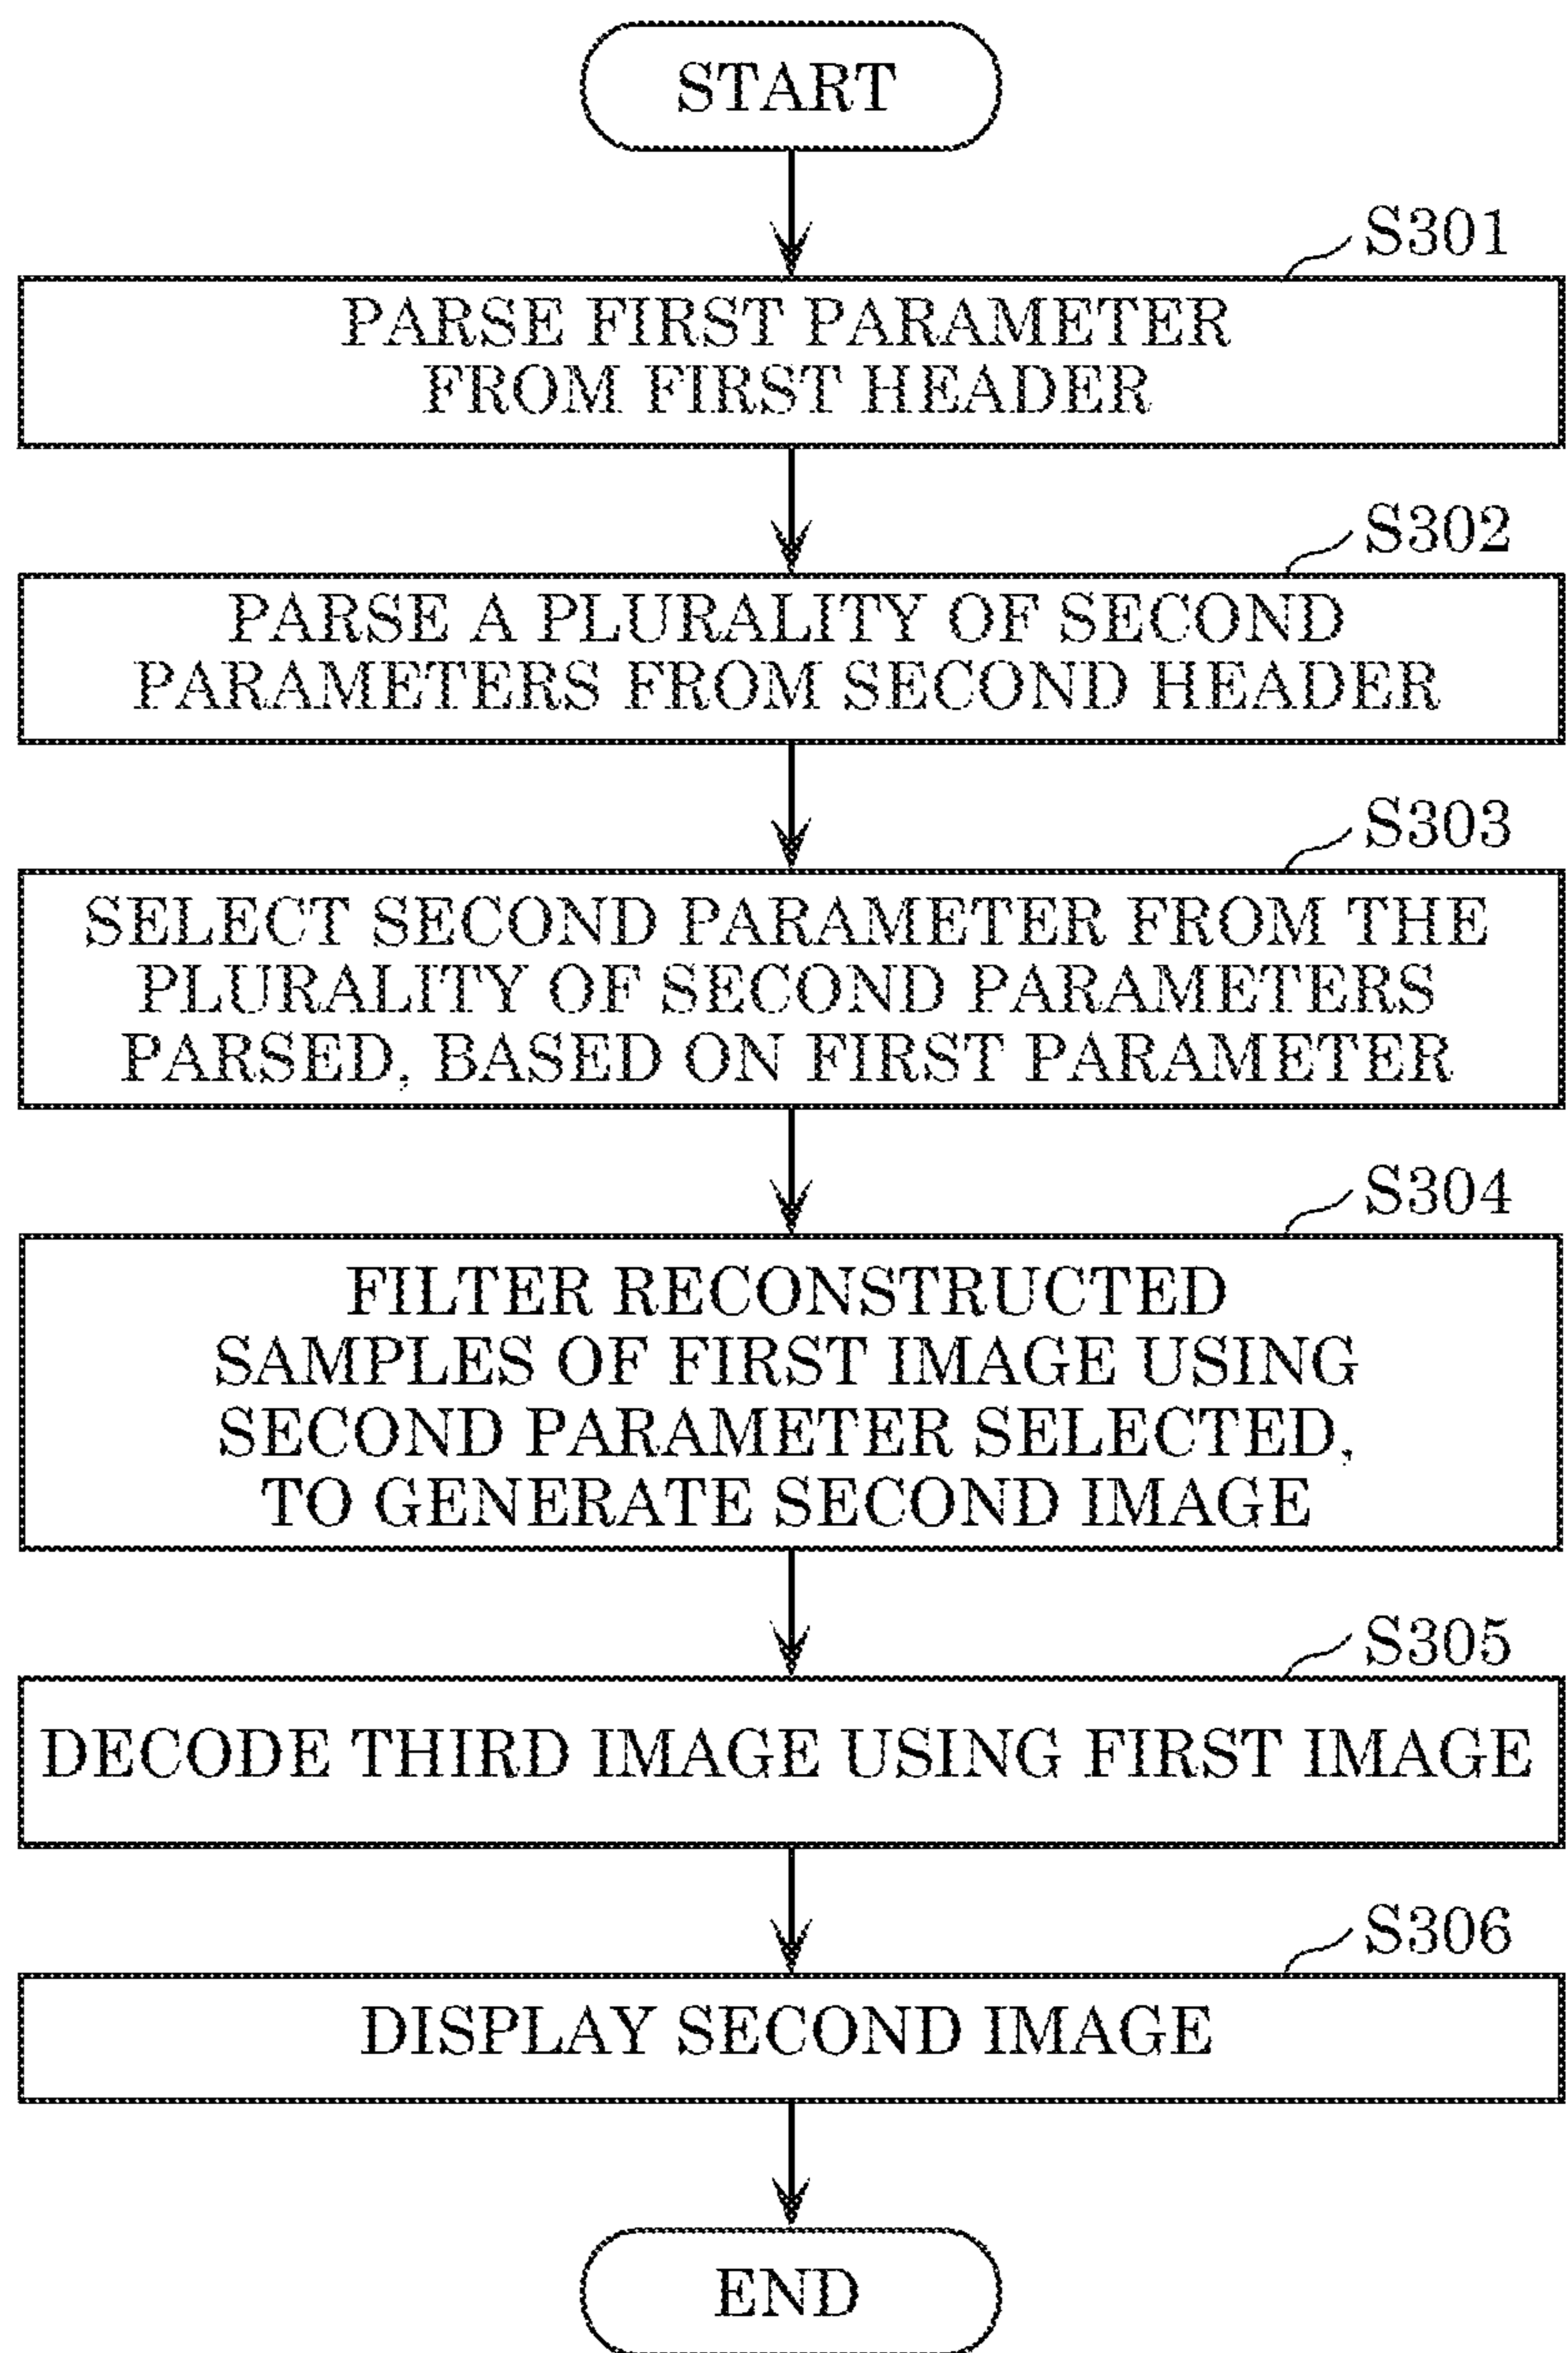 START
S301
PARSE FIRST PARAMETER
FROM FIRST HEADER
S302
PARSE A PLURALITY OF SECOND
PARAMETERS FROM SECOND HEADER
S303
SELECT SECOND PARAMETER FROM THE
PLURALITY OF SECOND PARAMETERS
PARSED, BASED ON FIRST PARAMETER
S304
FILTER RECONSTRUCTED
SAMPLES OF FIRST IMAGE USING
SECOND PARAMETER SELECTED,
TO GENERATE SECOND IMAGE
S305
DECODE THIRD IMAGE USING FIRST IMAGE
S306
DISPLAY SECOND IMAGE
END